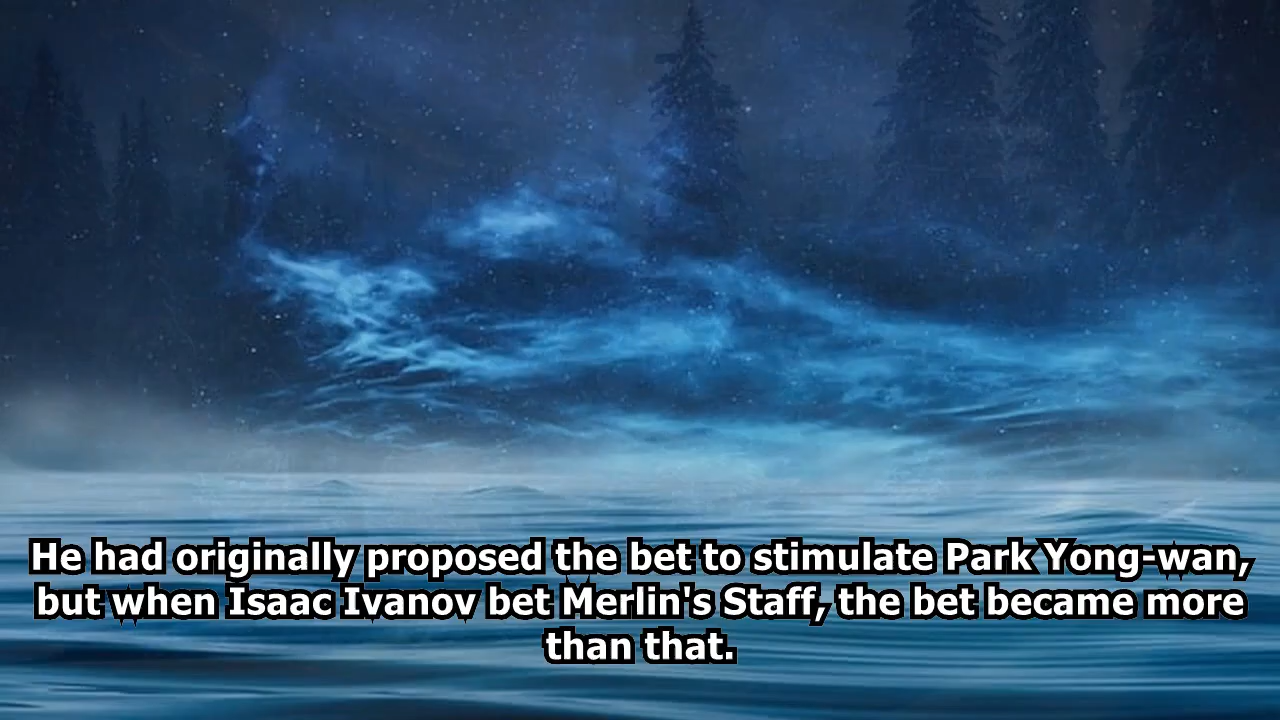 He had originally proposed the bet to stimulate Park Yong-wan,
but when Isaac Ivanov bet Merlin's Staff, the bet became more
than that.